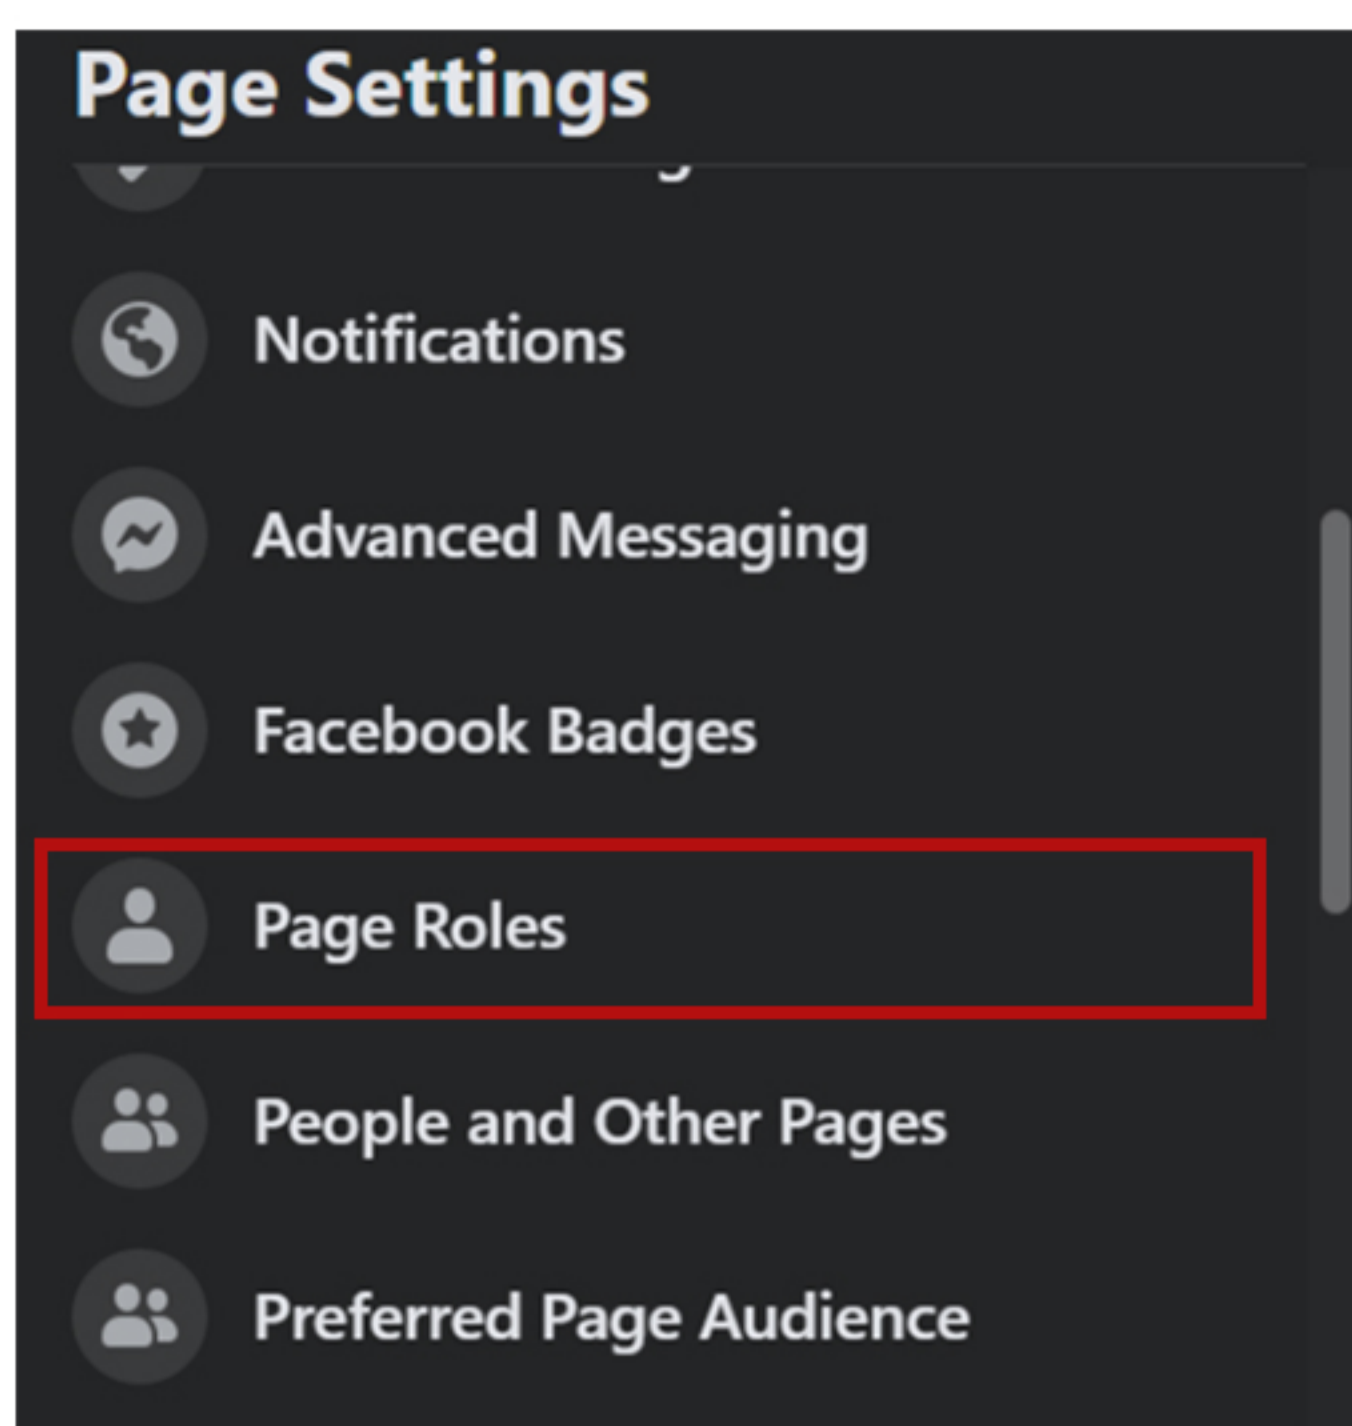 Page Settings
Notifications
Advanced Messaging
Facebook Badges
Page Roles
People and Other Pages
Preferred Page Audience